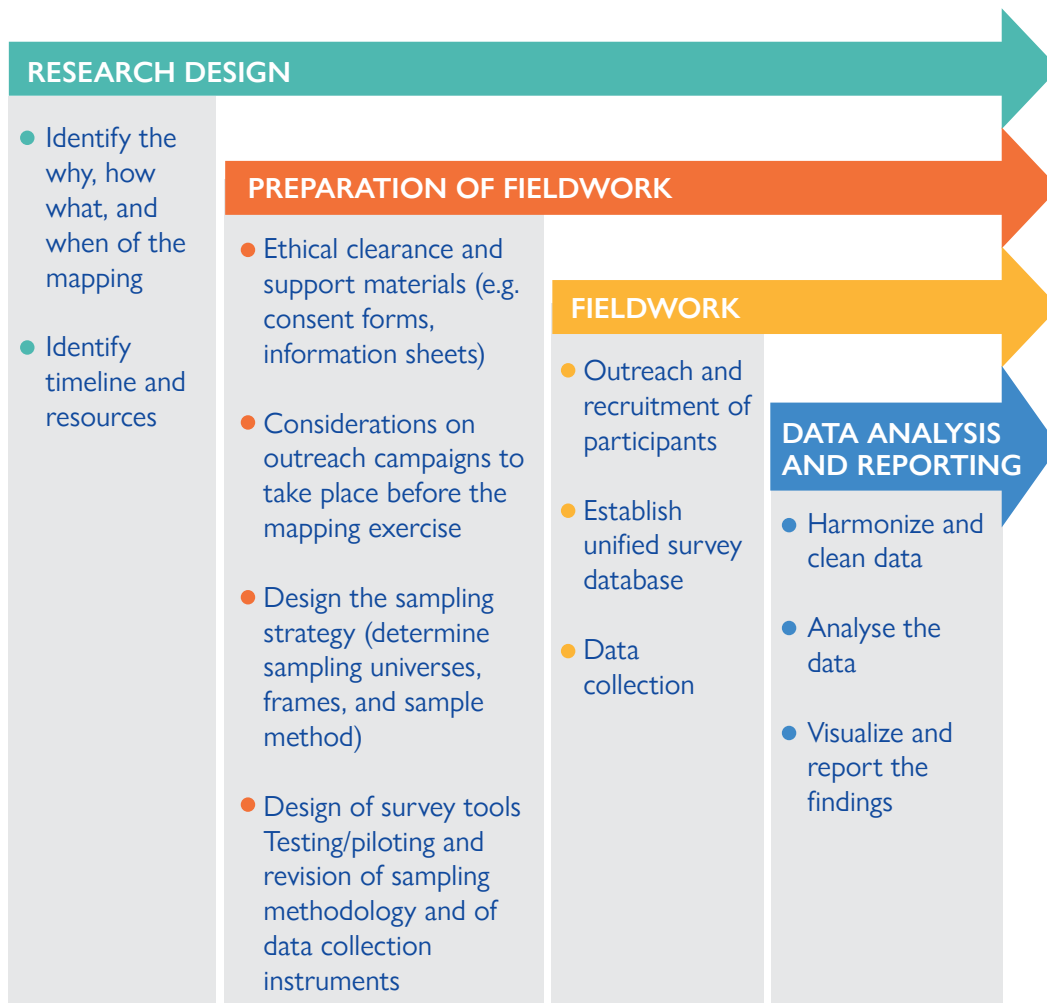 RESEARCH DESIGN
Identify the
why, how
what, and
when of the
mapping
Identify
timeline and
resources
PREPARATION OF FIELDWORK
Ethical clearance and
support materials (e.g.
consent forms,
information sheets)
Considerations on
outreach campaigns to
take place before the
mapping exercise
Design the sampling
strategy (determine
sampling universes,
frames, and sample
method)
Design of survey tools
Testing/piloting and
revision of sampling
methodology and of
data collection
instruments
FIELDWORK
Outreach and
recruitment of
participants
Establish
unified survey
database
Data
collection
DATA ANALYSIS
AND REPORTING
Harmonize and
clean data
Analyse the
data
Visualize and
report the
findings